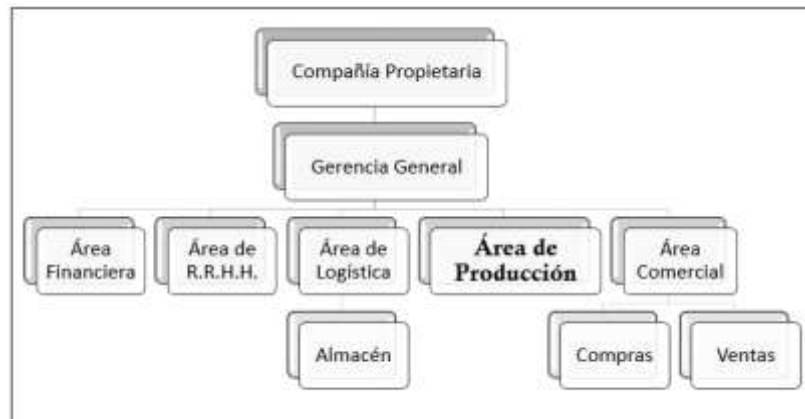 Compañía Propietaria
Gerencia General
Área
Financiera
Área de
R.R.H.H.
Área de
Logística
Área de
Producción
Área
Comercial
Almacén
Compras
Ventas